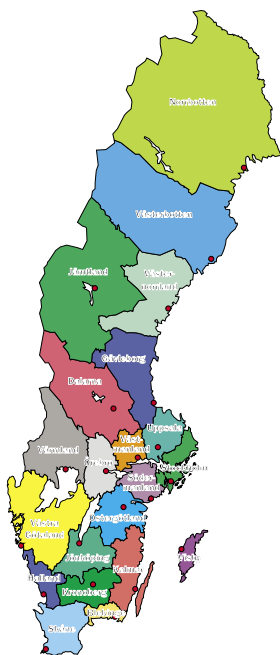 Norrbotten
Västerbotten
Jämtland
Väster-
norrland
Gävleborg
Dalarna
Uppsala
Väst-
manland
Värmland
Örebro
Stockholm
Söder-
manland
Västra
Götaland
Östergötland
Jönköping
Visby
Kalmar
Halland
Kronoberg
Blekinge
Skåne